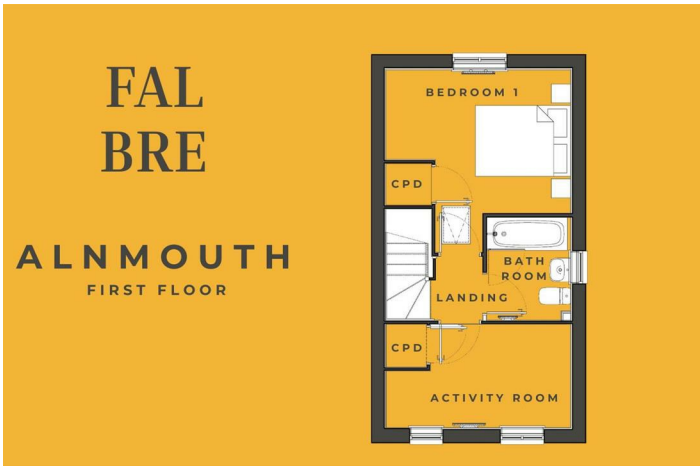 FAL
BRE
ALNMOUTH
FIRST FLOOR
BEDROOM 1
CPD
BATH
ROOM
LANDING
CPD
ACTIVITY ROOM